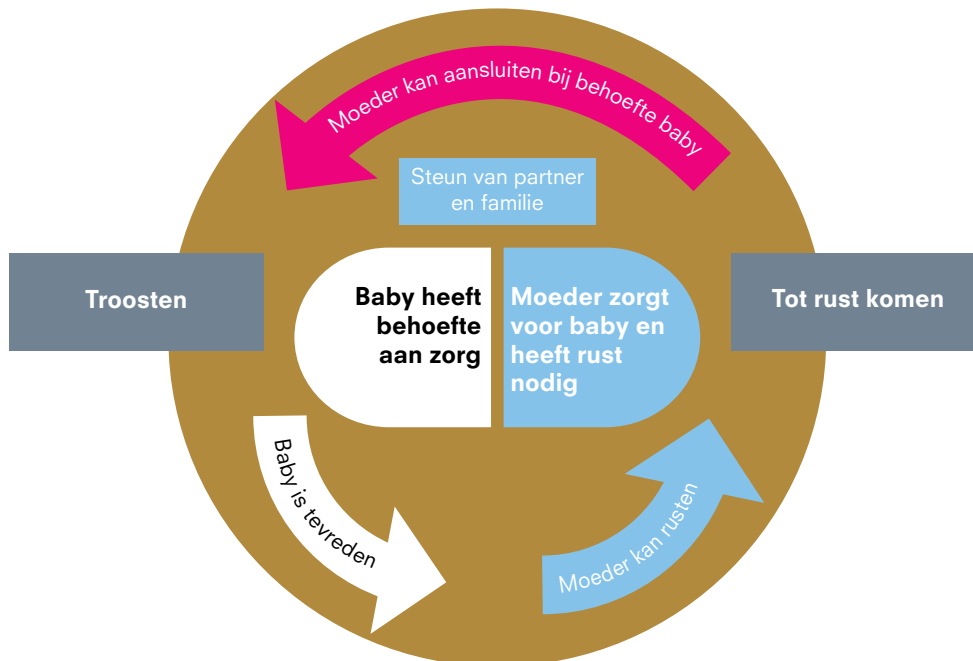 Moeder kan aansluiten bij behoefte baby
Steun van partner
en familie
Troosten
Baby heeft
behoefte
aan zorg
Moeder zorgt
voor baby en
heeft rust
nodig
Tot rust komen
Baby is tevreden
Moeder kan rusten